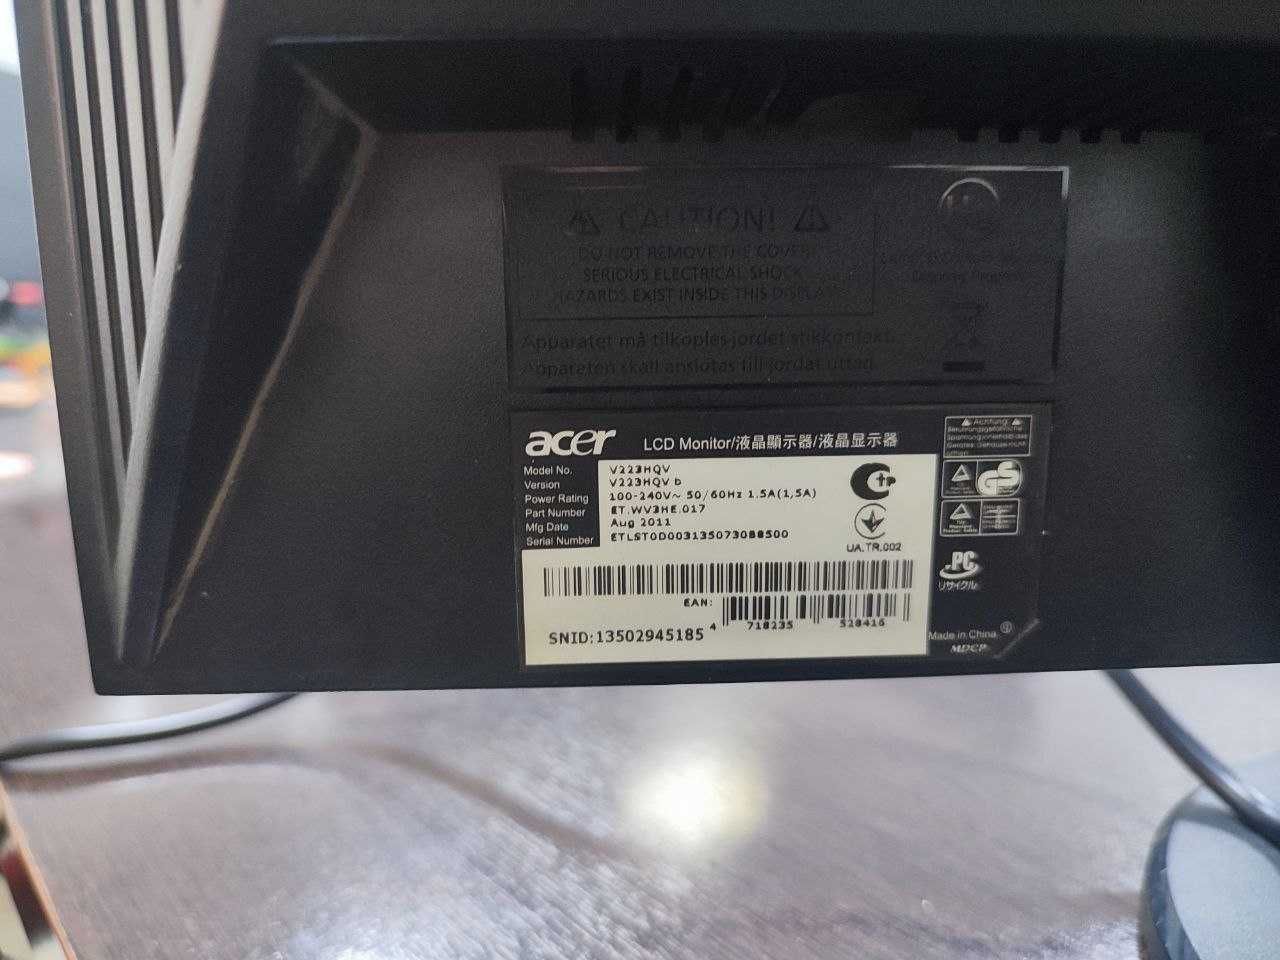 CAUTION!
DO NOT REMOVE THE COVER
SERIOUS ELECTRICAL SHOCK
HAZARDS EXIST INSIDE THIS DISPLAY
Apparatet må tilkoples jordet stikkontakt.
Apparaten skall anslutas till jordat uttag.
acer LCD Monitor/液晶顯示器/液晶显示器
Model No. V223HQV
Version V223HQV b
Power Rating 100-240V~ 50/60Hz 1.5A(1,5A)
Part Number ET.WV3HE.017
Mfg Date Aug 2011
Serial Number ETLST0D003135073088500
UA.TR.002
EAN:
4 718235 528416
SNID:13502945185
Achtung
GS
PC
リサイクル
Made in China
MDCP